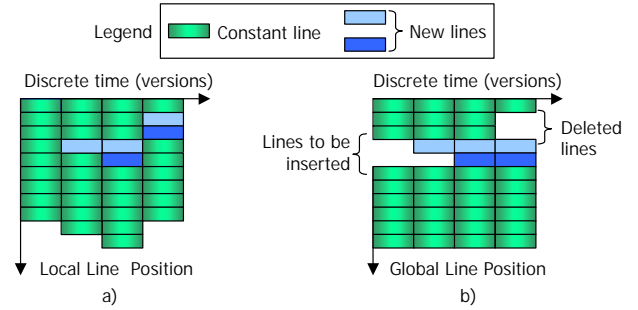 Legend
Constant line
New lines
Discrete time (versions)
Local Line Position
a)
Discrete time (versions)
Lines to be
inserted
Deleted
lines
Global Line Position
b)